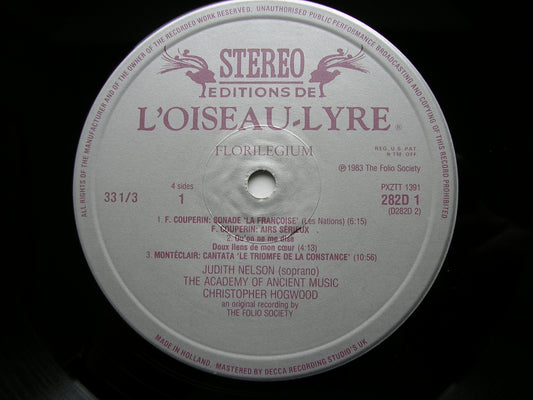 ALL RIGHTS OF THE MANUFACTURER AND OF THE OWNER OF THE RECORDED WORK RESERVED. UNAUTHORISED PUBLIC PERFORMANCE BROADCASTING AND COPYING OF THIS RECORD PROHIBITED
STEREO
EDITIONS DE
L'OISEAU-LYRE ®
REG. U.S. PAT.
& TM. OFF.
FLORILEGIUM
℗ 1983 The Folio Society
33 1/3
4 sides
1
PXZTT 1391
282D 1
(D282D 2)
1. F. COUPERIN: SONADE 'LA FRANÇOISE' (Les Nations) (6:15)
F. COUPERIN: AIRS SÉRIEUX
2. Qu'on ne me dise
Doux liens de mon cœur (4:13)
3. MONTÉCLAIR: CANTATA 'LE TRIOMFE DE LA CONSTANCE' (10:56)
JUDITH NELSON (soprano)
THE ACADEMY OF ANCIENT MUSIC
CHRISTOPHER HOGWOOD
an original recording by
THE FOLIO SOCIETY
MADE IN HOLLAND. MASTERED BY DECCA RECORDING STUDIO'S UK